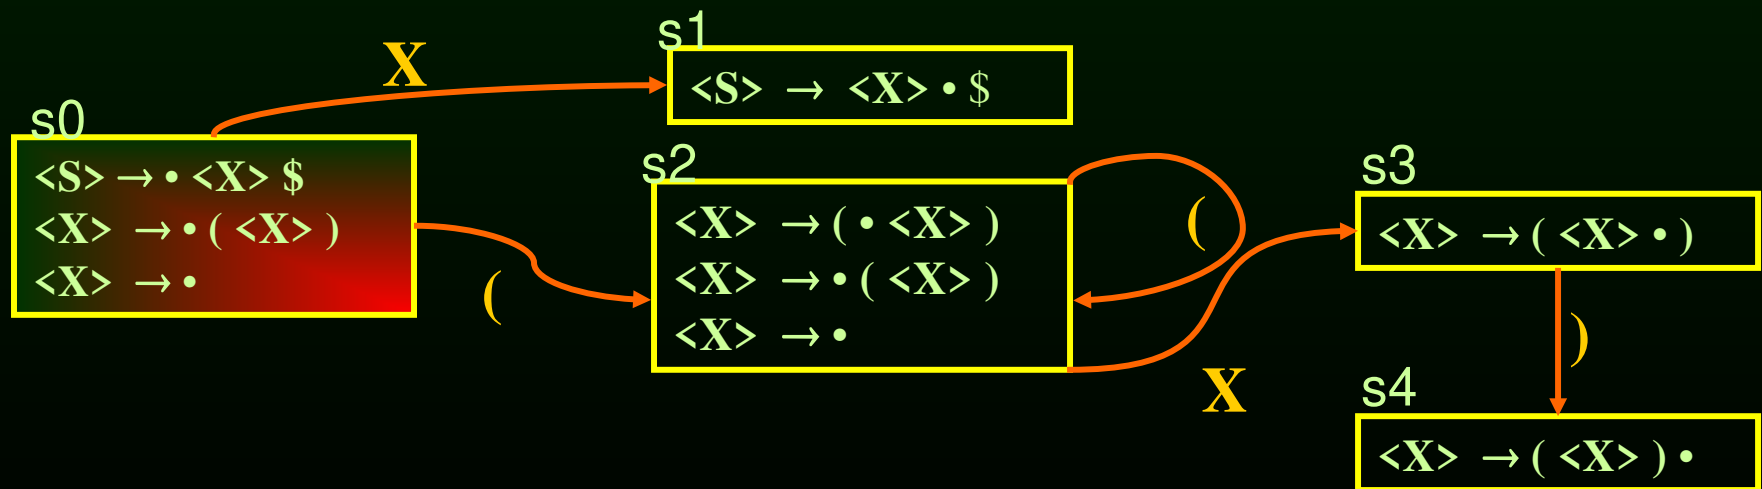 s1
X
<S> → <X> • $
s0
<S> → • <X> $
<X> → • ( <X> )
<X> → •
(
s2
<X> → ( • <X> )
<X> → • ( <X> )
<X> → •
(
X
s3
<X> → ( <X> • )
)
s4
<X> → ( <X> ) •